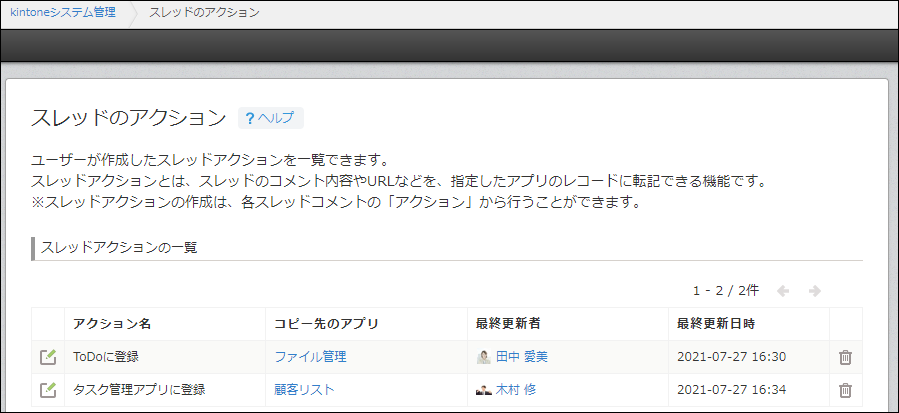 kintoneシステム管理 スレッドのアクション
スレッドのアクション ?ヘルプ
ユーザーが作成したスレッドアクションを一覧できます。
スレッドアクションとは、スレッドのコメント内容やURLなどを、指定したアプリのレコードに転記できる機能です。
※スレッドアクションの作成は、各スレッドコメントの「アクション」から行うことができます。
スレッドアクションの一覧
1 - 2 / 2件
アクション名 コピー先のアプリ 最終更新者 最終更新日時
ToDoに登録 ファイル管理 田中 愛美 2021-07-27 16:30
タスク管理アプリに登録 顧客リスト 木村 修 2021-07-27 16:34